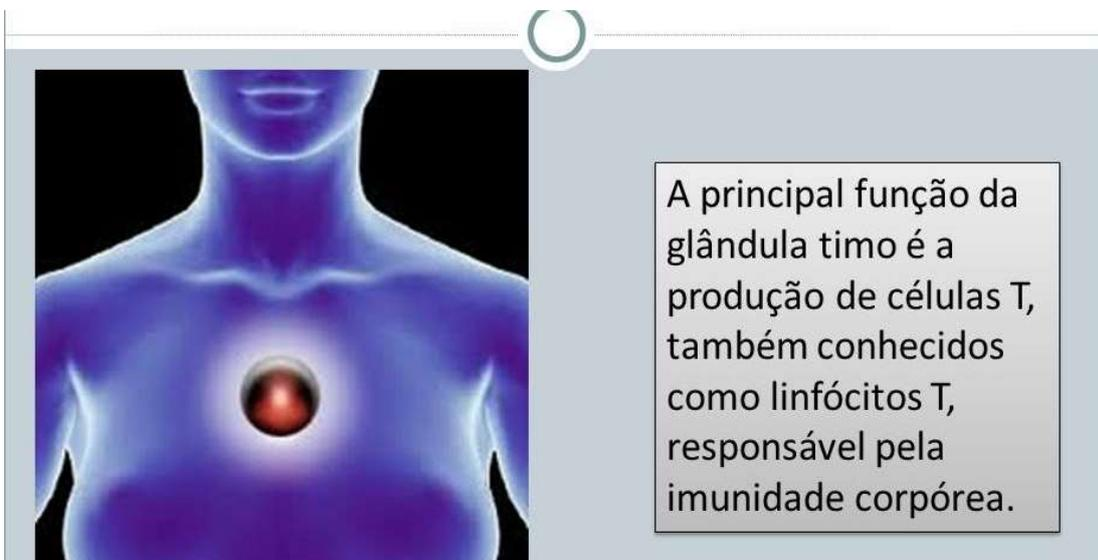 A principal função da
glândula timo é a
produção de células T,
também conhecidos
como linfócitos T,
responsável pela
imunidade corpórea.